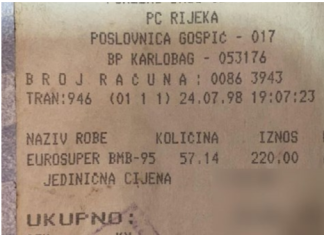 PC RIJEKA
POSLOVNICA GOSPIĆ - 017
BP KARLOBAG - 053176
BROJ RAČUNA: 0086 3943
TRAN:946 (01 1 1) 24.07.98 19:07:23
NAZIV ROBE KOLIČINA IZNOS
EUROSUPER BMB-95 57.14 220.00
JEDINIČNA CIJENA
UKUPNO: